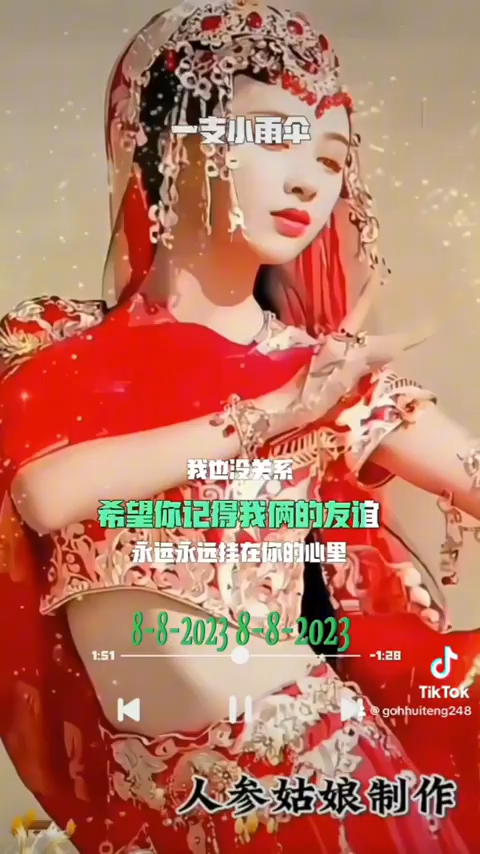 一支小雨伞
我也没关系
希望你记得我俩的友谊
永远永远挂在你的心里
8-8-2023 8-8-2023
1:51
-1:28
TikTok
@gohhuiteng248
人参姑娘制作